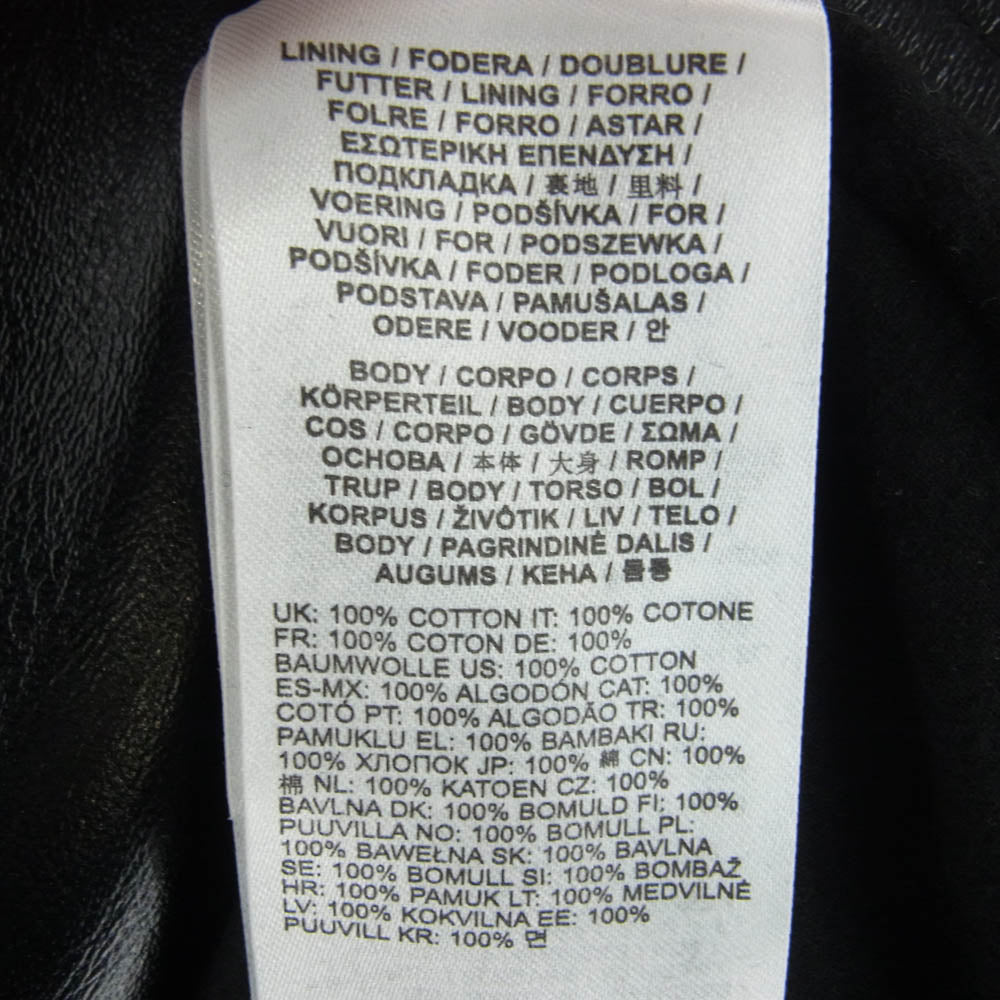 LINING / FODERA / DOUBLURE /
FUTTER / LINING / FORRO /
FOLRE / FORRO / ASTAR /
ΕΣΩΤΕΡΙΚΗ ΕΠΕΝΔΥΣΗ /
ПОДКЛАДКА / 裏地 / 里料 /
VOERING / PODŠÍVKA / FOR /
VUORI / FOR / PODSZEWKA /
PODŠÍVKA / FODER / PODLOGA /
PODSTAVA / PAMUŠALAS /
ODERE / VOODER / 안
BODY / CORPO / CORPS /
KÖRPERTEIL / BODY / CUERPO /
COS / CORPO / GÖVDE / ΣΩΜΑ /
ОСНОВА / 本体 / 大身 / ROMP /
TRUP / BODY / TORSO / BOL /
KORPUS / ŽIVÔTIK / LIV / TELO /
BODY / PAGRINDINĖ DALIS /
AUGUMS / KEHA / 몸통
UK: 100% COTTON IT: 100% COTONE
FR: 100% COTON DE: 100%
BAUMWOLLE US: 100% COTTON
ES-MX: 100% ALGODÓN CAT: 100%
COTÓ PT: 100% ALGODÃO TR: 100%
PAMUKLU EL: 100% BAMBAKI RU:
100% ХЛОПОК JP: 100% 綿 CN: 100%
棉 NL: 100% KATOEN CZ: 100%
BAVLNA DK: 100% BOMULD FI: 100%
PUUVILLA NO: 100% BOMULL PL:
100% BAWEŁNA SK: 100% BAVLNA
SE: 100% BOMULL SI: 100% BOMBAŽ
HR: 100% PAMUK LT: 100% MEDVILNĖ
LV: 100% KOKVILNA EE: 100%
PUUVILL KR: 100% 면